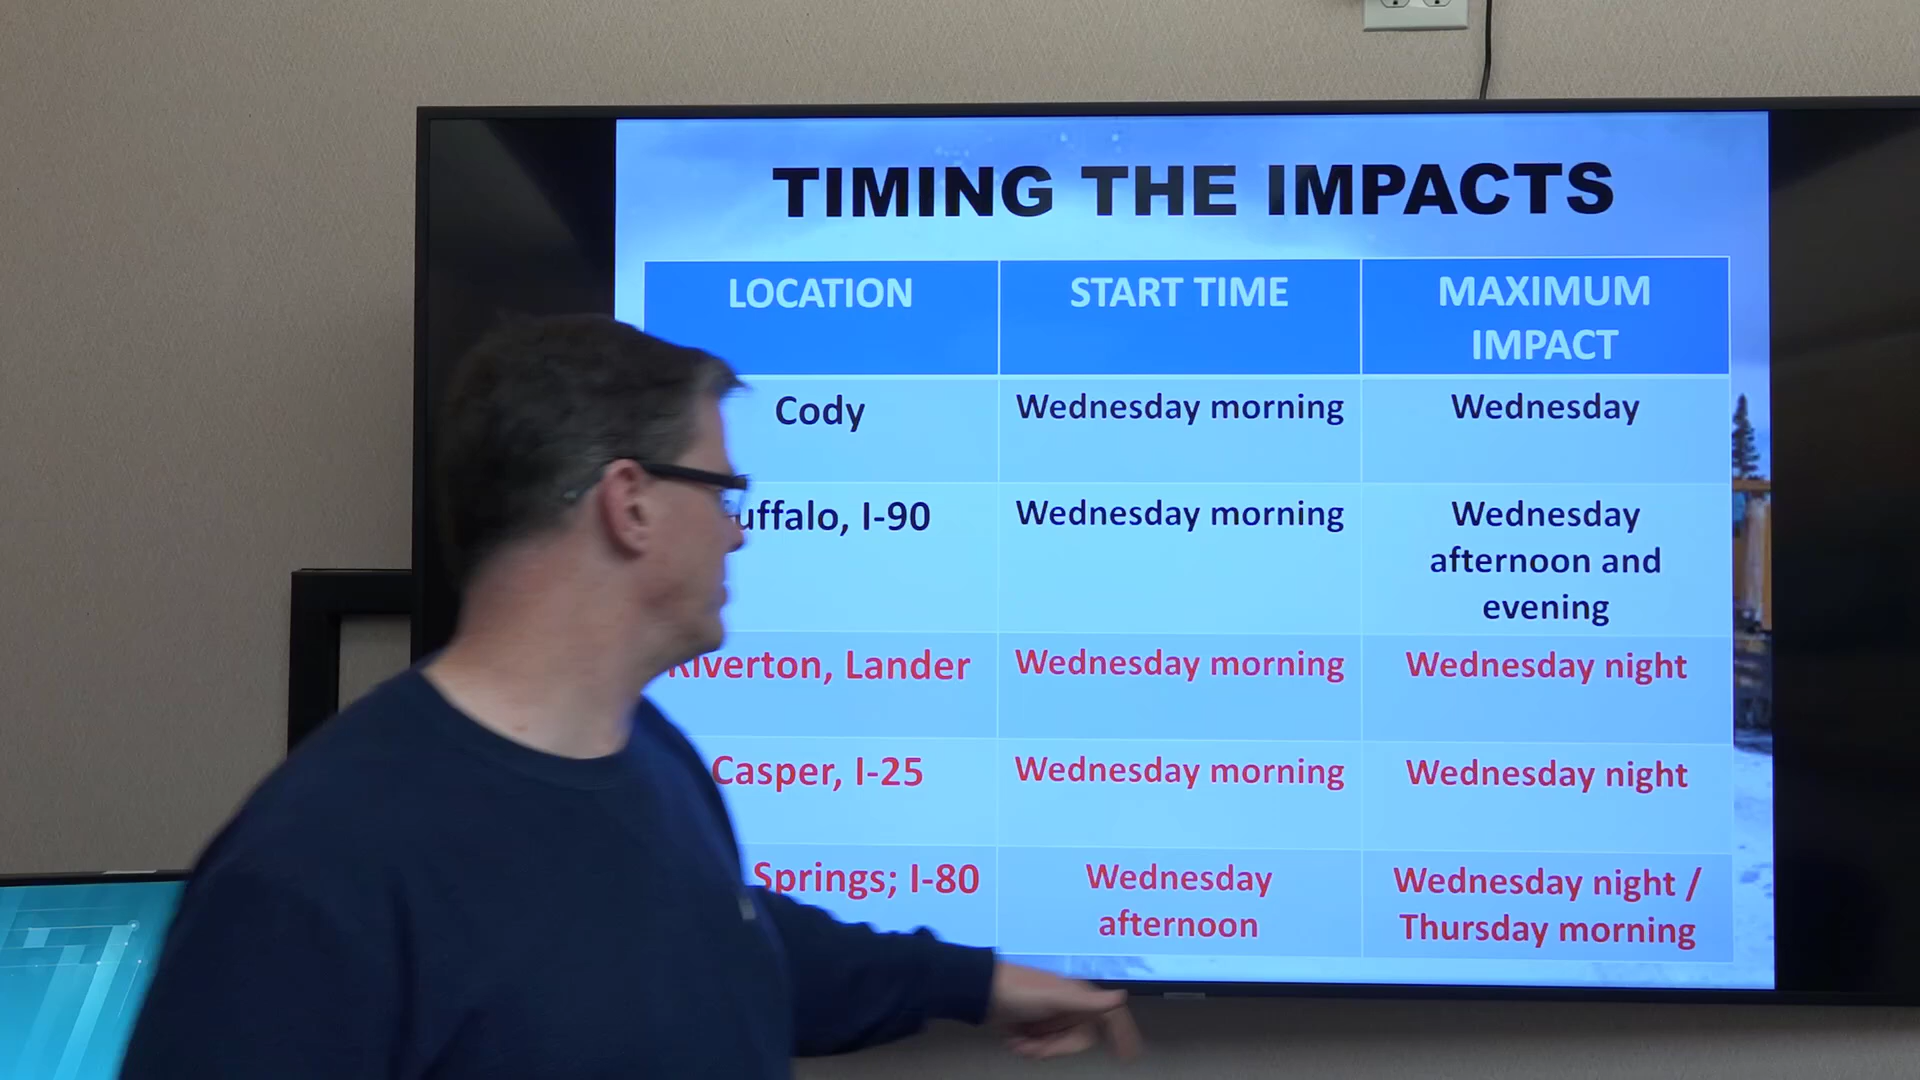 TIMING THE IMPACTS
LOCATION
START TIME
MAXIMUM
IMPACT
Cody
Wednesday morning
Wednesday
I-90
Wednesday morning
Wednesday
afternoon and
evening
Riverton, Lander
Wednesday morning
Wednesday night
Casper, I-25
Wednesday morning
Wednesday night
Springs; I-80
Wednesday
afternoon
Wednesday night /
Thursday morning